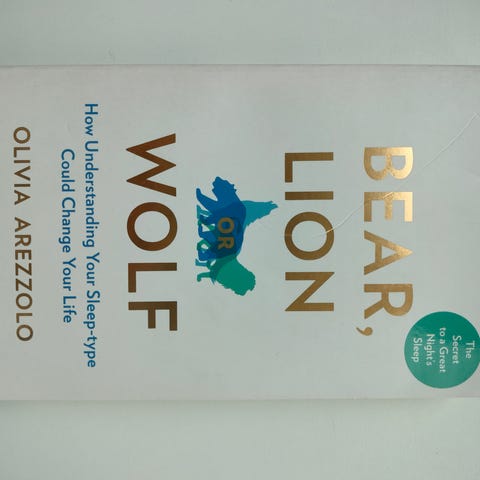 The
Secret
to a Great
Night's
Sleep
BEAR,
LION
OR
WOLF
How Understanding Your Sleep-type
Could Change Your Life
OLIVIA AREZZOLO